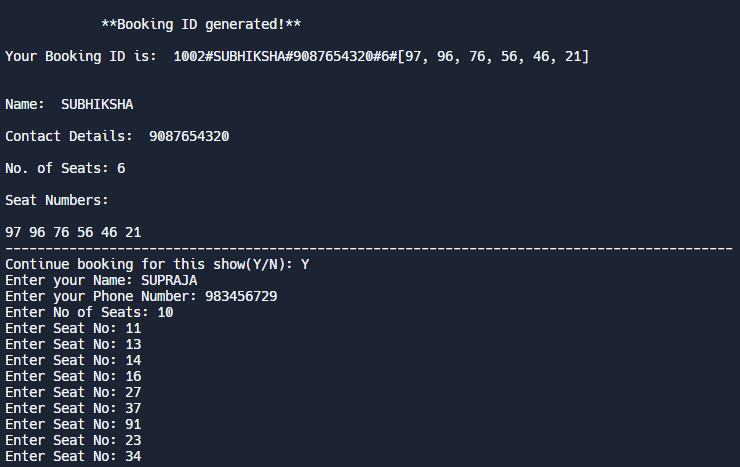 **Booking ID generated!**
Your Booking ID is:  1002#SUBHIKSHA#9087654320#6#[97, 96, 76, 56, 46, 21]
Name:  SUBHIKSHA
Contact Details:  9087654320
No. of Seats: 6
Seat Numbers:
97 96 76 56 46 21
-------------------------------------------------------------------------------------------
Continue booking for this show(Y/N): Y
Enter your Name: SUPRAJA
Enter your Phone Number: 983456729
Enter No of Seats: 10
Enter Seat No: 11
Enter Seat No: 13
Enter Seat No: 14
Enter Seat No: 16
Enter Seat No: 27
Enter Seat No: 37
Enter Seat No: 91
Enter Seat No: 23
Enter Seat No: 34